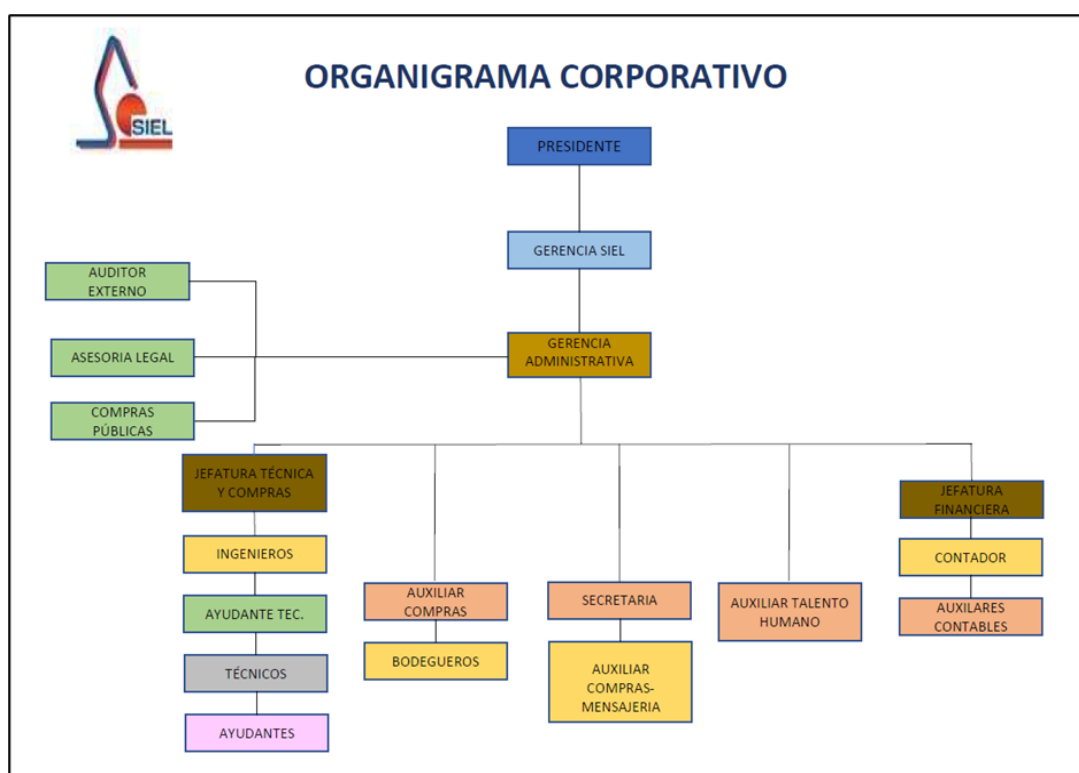 SIEL
ORGANIGRAMA CORPORATIVO
PRESIDENTE
GERENCIA SIEL
AUDITOR
EXTERNO
ASESORIA LEGAL
COMPRAS
PÚBLICAS
GERENCIA
ADMINISTRATIVA
JEFATURA TÉCNICA
Y COMPRAS
INGENIEROS
AYUDANTE TEC.
TÉCNICOS
AYUDANTES
AUXILIAR
COMPRAS
BODEGUEROS
SECRETARIA
AUXILIAR
COMPRAS-
MENSAJERIA
AUXILIAR TALENTO
HUMANO
JEFATURA
FINANCIERA
CONTADOR
AUXILARES
CONTABLES